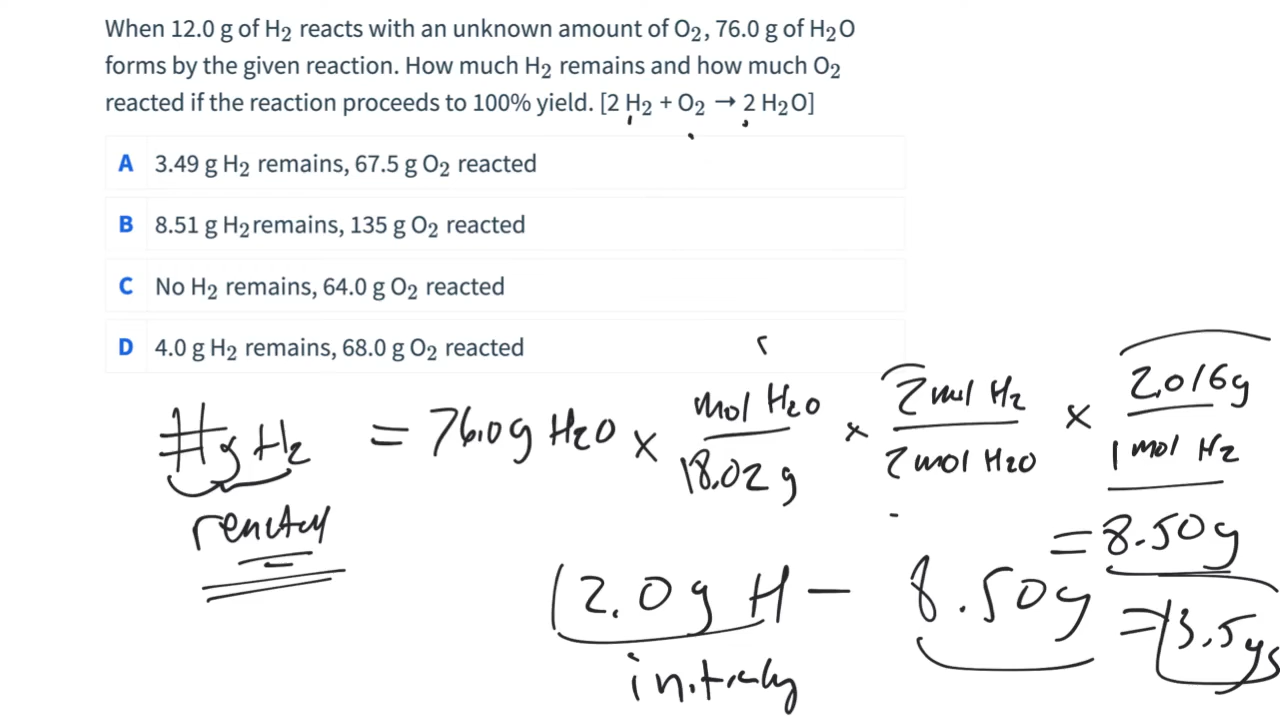 When 12.0 g of H₂ reacts with an unknown amount of O₂, 76.0 g of H₂O
forms by the given reaction. How much H₂ remains and how much O₂
reacted if the reaction proceeds to 100% yield. [2 H₂ + O₂ → 2 H₂O]
A 3.49 g H₂ remains, 67.5 g O₂ reacted
B 8.51 g H₂remains, 135 g O₂ reacted
C No H₂ remains, 64.0 g O₂ reacted
D 4.0 g H₂ remains, 68.0 g O₂ reacted
# g H₂ = 76.0 g H₂O × mol H₂O / 18.02 g × 2 mol H₂ / 2 mol H₂O × 2.016 g / 1 mol H₂
= 8.50 g
12.0 g H − 8.50 g = 3.5 g
initially